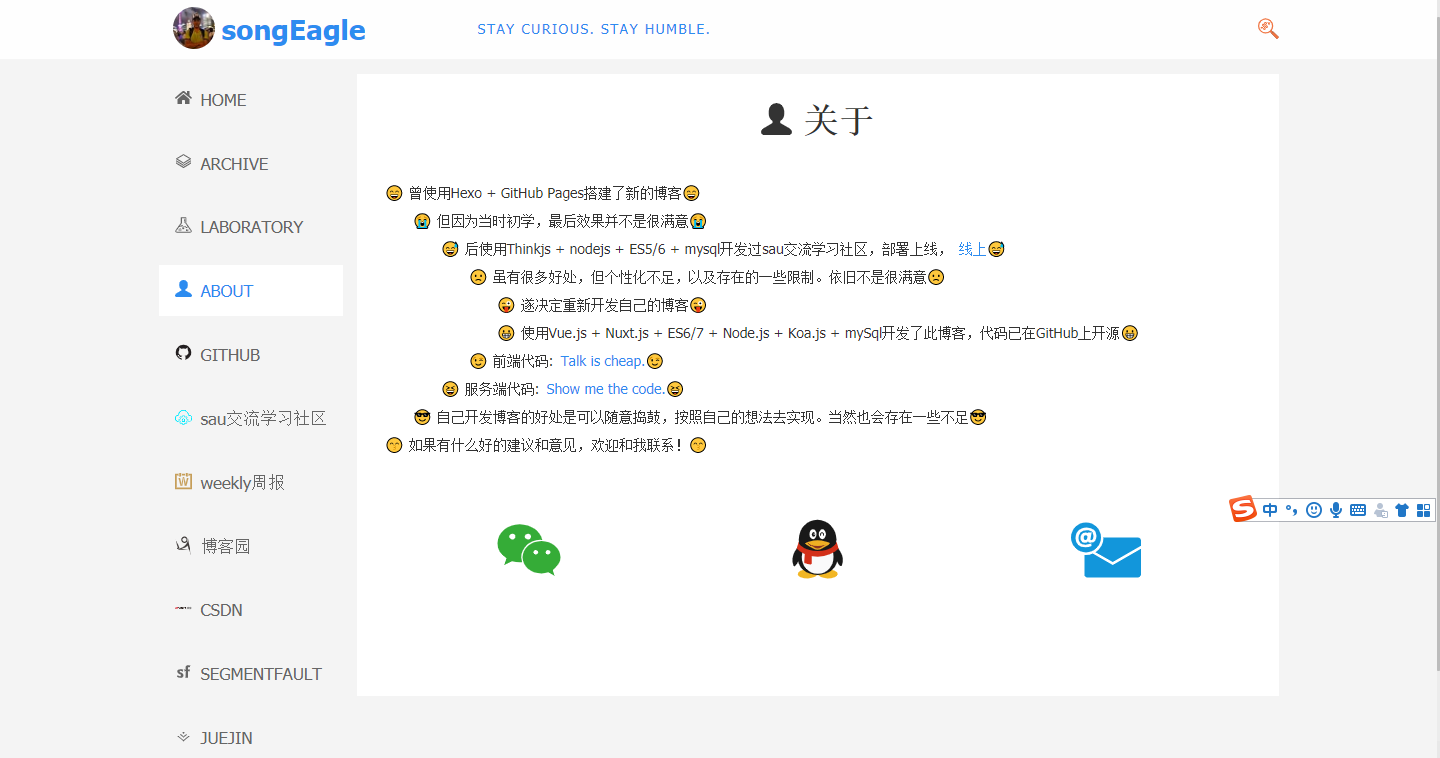 songEagle
STAY CURIOUS. STAY HUMBLE.
HOME
ARCHIVE
LABORATORY
ABOUT
GITHUB
sau交流学习社区
weekly周报
博客园
CSDN
sf SEGMENTFAULT
JUEJIN
关于
曾使用Hexo + GitHub Pages搭建了新的博客
但因为当时初学，最后效果并不是很满意
后使用Thinkjs + nodejs + ES5/6 + mysql开发过sau交流学习社区，部署上线， 线上
虽有很多好处，但个性化不足，以及存在的一些限制。依旧不是很满意
遂决定重新开发自己的博客
使用Vue.js + Nuxt.js + ES6/7 + Node.js + Koa.js + mySql开发了此博客，代码已在GitHub上开源
前端代码: Talk is cheap.
服务端代码: Show me the code.
自己开发博客的好处是可以随意捣鼓，按照自己的想法去实现。当然也会存在一些不足
如果有什么好的建议和意见，欢迎和我联系！
中